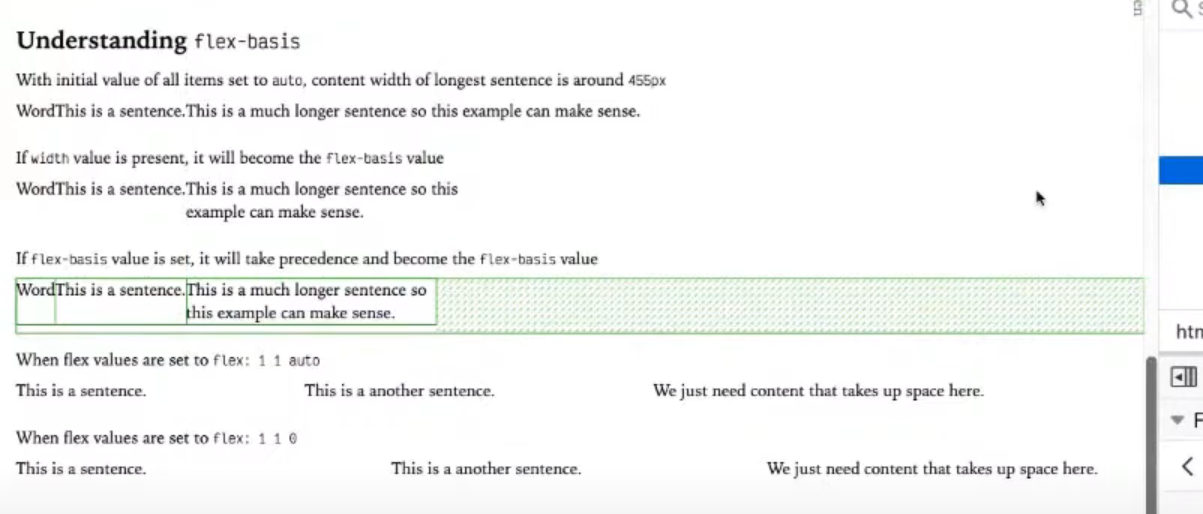 Understanding flex-basis
With initial value of all items set to auto, content width of longest sentence is around 455px
WordThis is a sentence.This is a much longer sentence so this example can make sense.
If width value is present, it will become the flex-basis value
WordThis is a sentence.This is a much longer sentence so this
example can make sense.
If flex-basis value is set, it will take precedence and become the flex-basis value
WordThis is a sentence.This is a much longer sentence so
this example can make sense.
When flex values are set to flex: 1 1 auto
This is a sentence. This is a another sentence. We just need content that takes up space here.
When flex values are set to flex: 1 1 0
This is a sentence. This is a another sentence. We just need content that takes up space here.